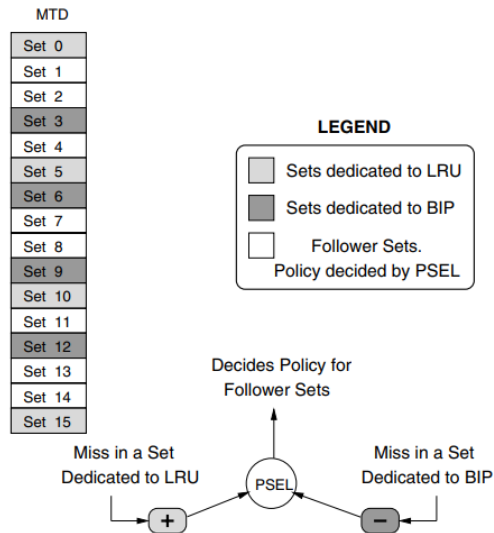 MTD
Set 0
Set 1
Set 2
Set 3
Set 4
Set 5
Set 6
Set 7
Set 8
Set 9
Set 10
Set 11
Set 12
Set 13
Set 14
Set 15
LEGEND
Sets dedicated to LRU
Sets dedicated to BIP
Follower Sets.
Policy decided by PSEL
Decides Policy for
Follower Sets
Miss in a Set
Dedicated to LRU
Miss in a Set
Dedicated to BIP
PSEL
+
−